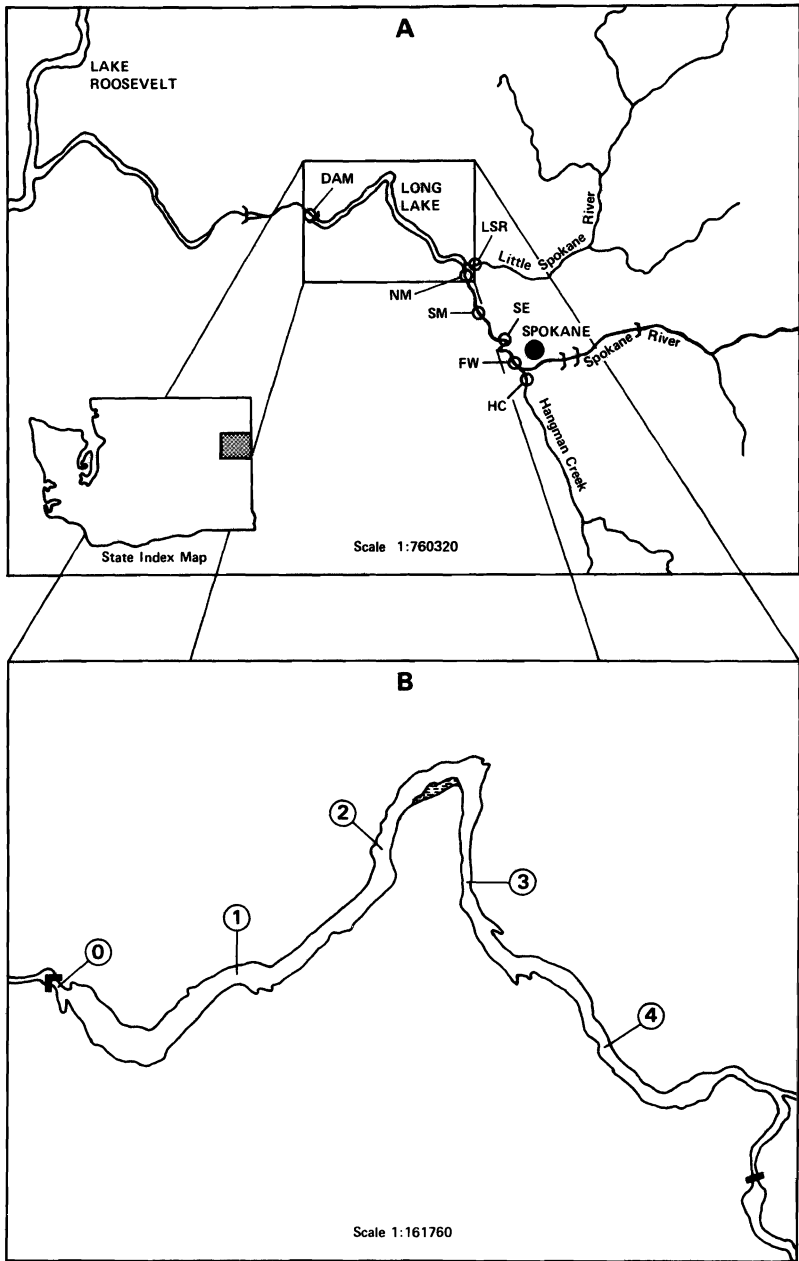 A
LAKE
ROOSEVELT
DAM
LONG
LAKE
LSR
Little Spokane River
NM
SM
SE
SPOKANE
Spokane River
FW
HC
Hangman Creek
State Index Map
Scale 1:760320
B
2
3
1
0
4
Scale 1:161760